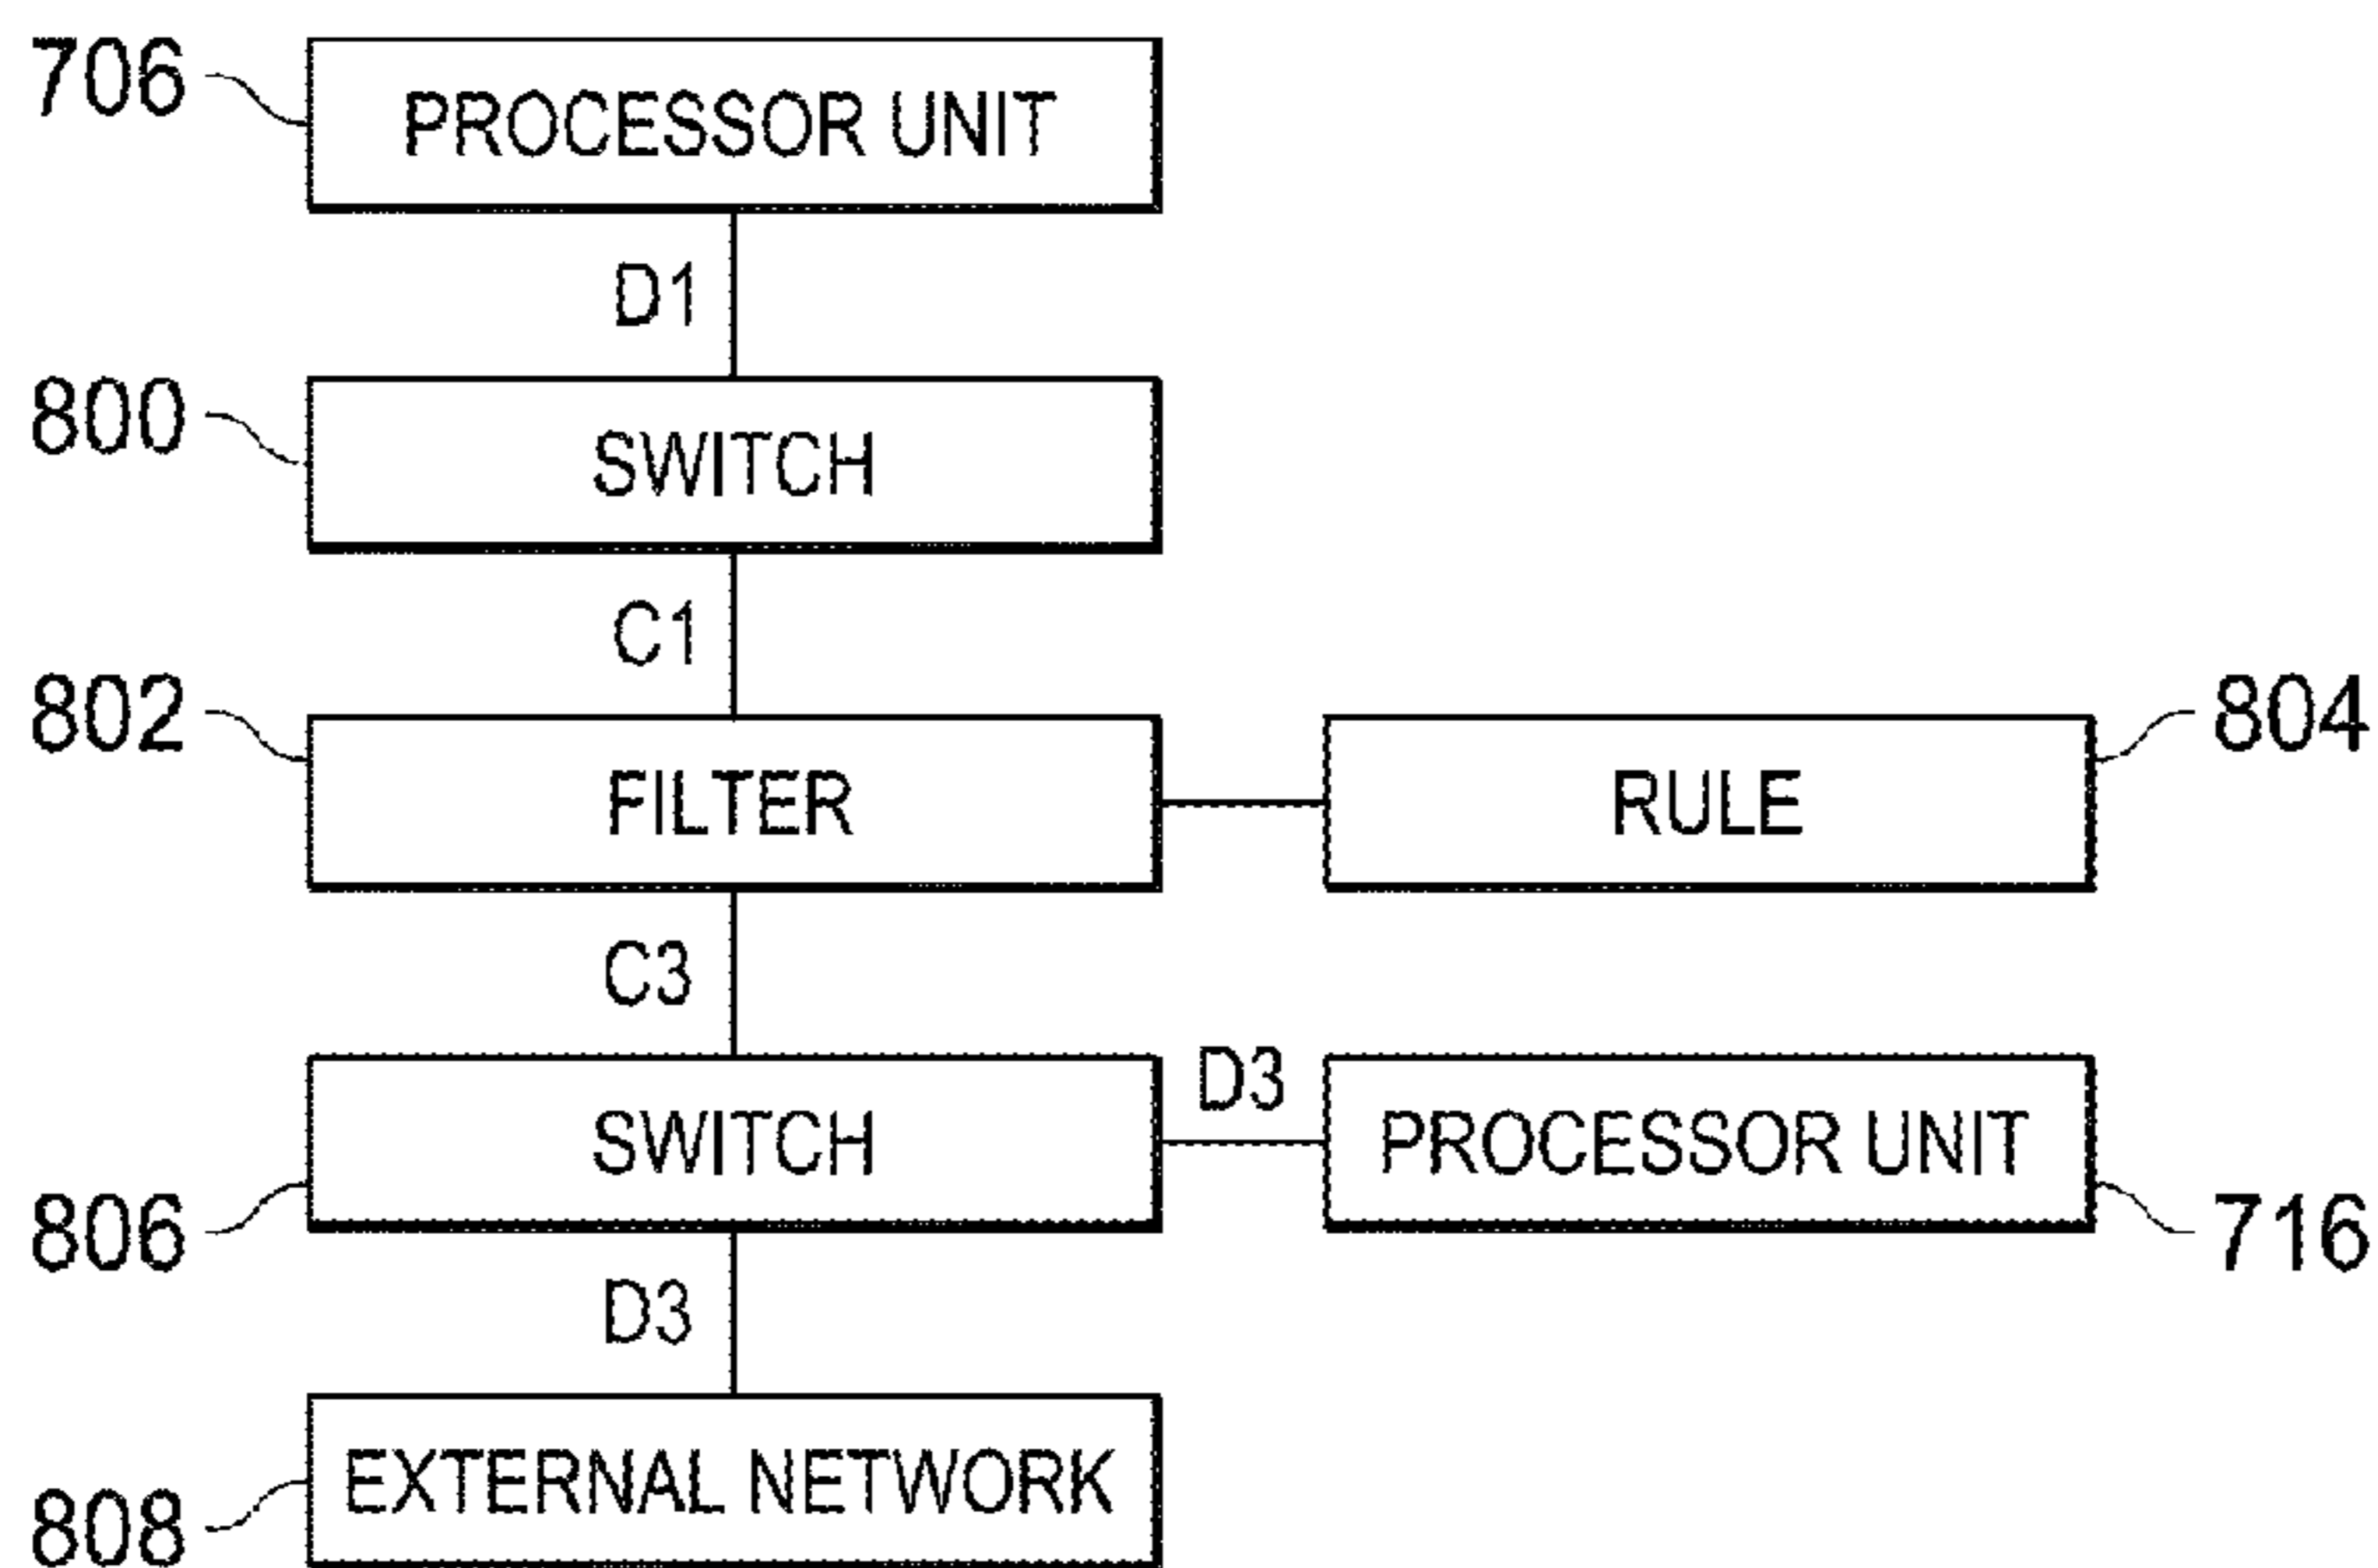 706
PROCESSOR UNIT
D1
800
SWITCH
C1
802
FILTER
RULE
804
C3
SWITCH
D3
PROCESSOR UNIT
806
716
D3
EXTERNAL NETWORK
808